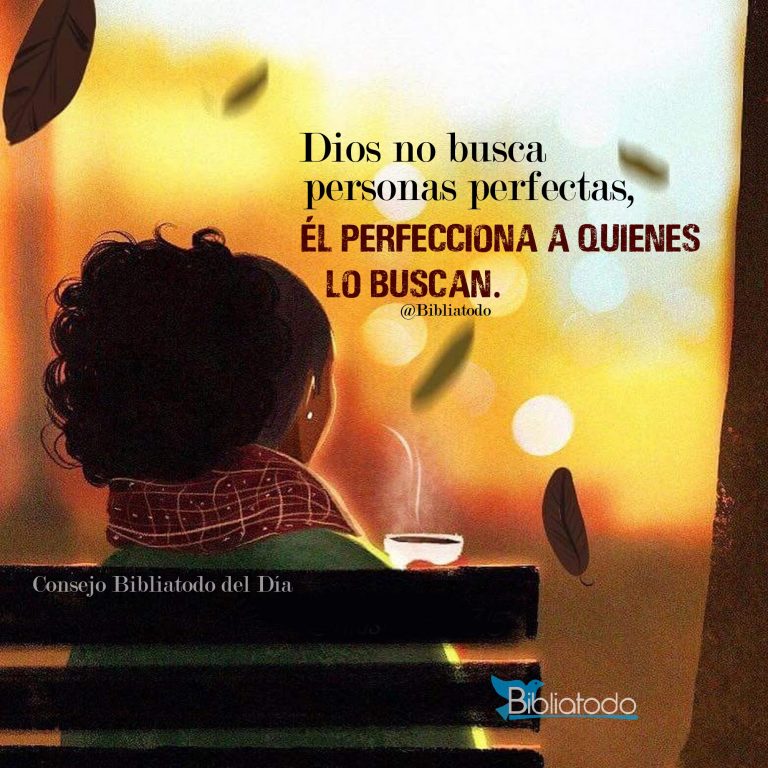 Dios no busca
personas perfectas,
ÉL PERFECCIONA A QUIENES
LO BUSCAN.
@Bibliatodo
Consejo Bibliatodo del Día
Bibliatodo